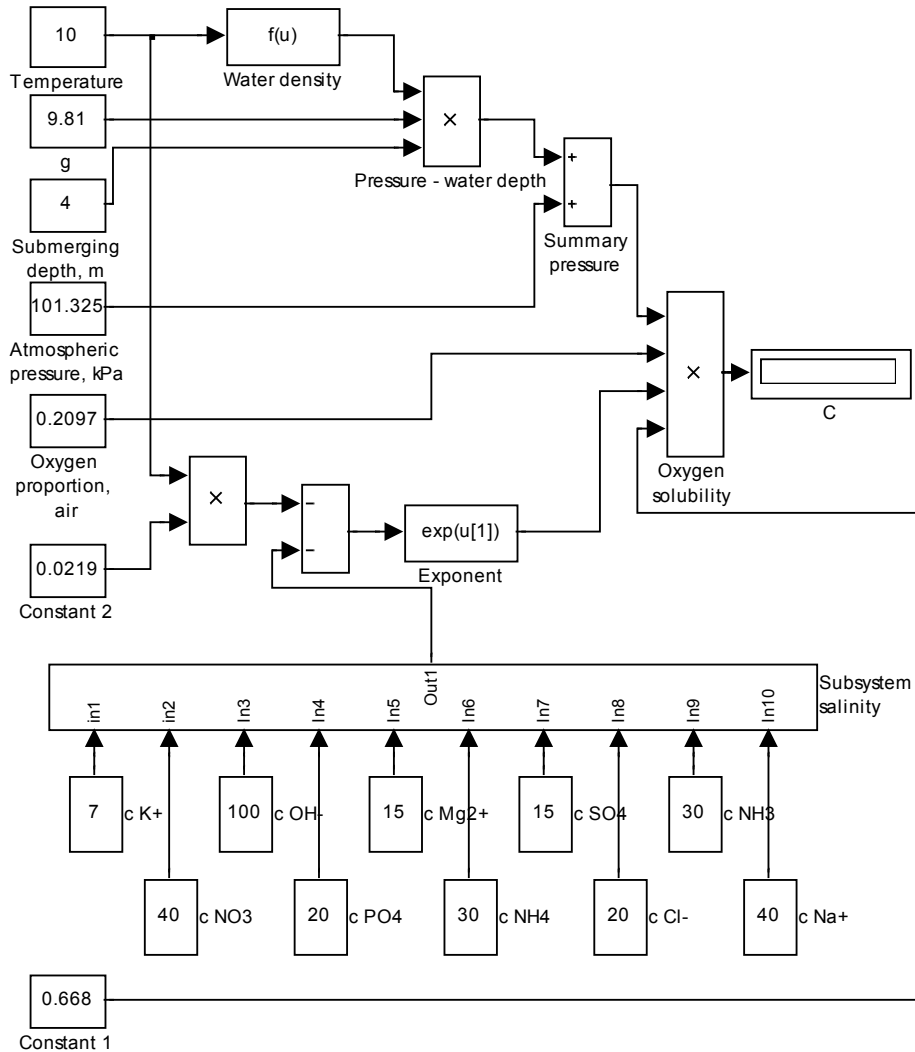 10
f(u)
Temperature
Water density
9.81
×
g
Pressure - water depth
4
+
+
Submerging
depth, m
Summary
pressure
101.325
Atmospheric
pressure, kPa
×
C
0.2097
Oxygen
proportion,
air
Oxygen
solubility
×
−
−
exp(u[1])
Exponent
0.0219
Constant 2
Out1
Subsystem
salinity
in1
in2
In3
In4
In5
In6
In7
In8
In9
In10
7
c K+
100
c OH-
15
c Mg2+
15
c SO4
30
c NH3
40
c NO3
20
c PO4
30
c NH4
20
c Cl-
40
c Na+
0.668
Constant 1